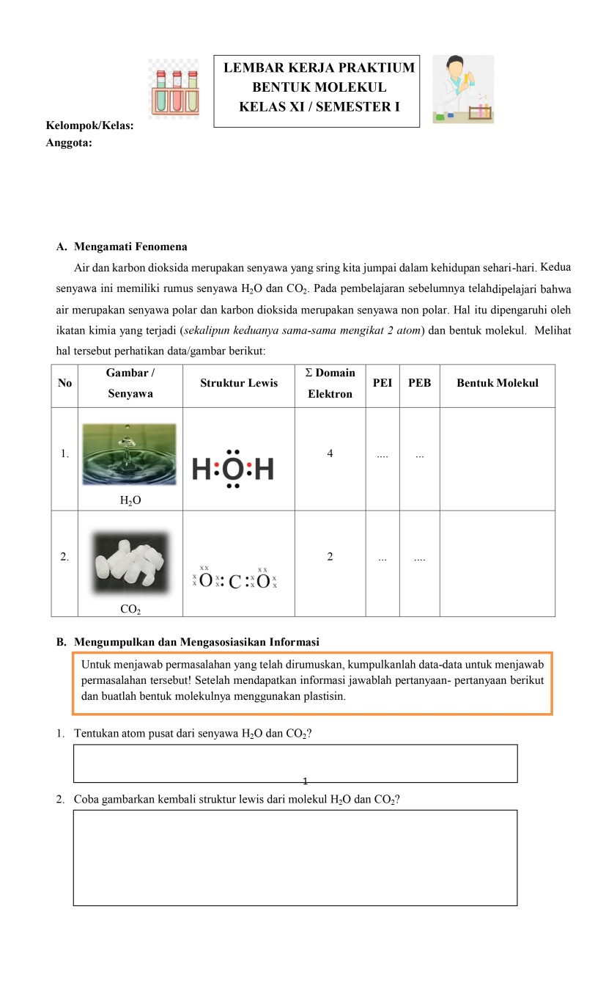 LEMBAR KERJA PRAKTIUM
BENTUK MOLEKUL
KELAS XI / SEMESTER I
Kelompok/Kelas:
Anggota:
A. Mengamati Fenomena
Air dan karbon dioksida merupakan senyawa yang sring kita jumpai dalam kehidupan sehari-hari. Kedua
senyawa ini memiliki rumus senyawa H₂O dan CO₂. Pada pembelajaran sebelumnya telahdipelajari bahwa
air merupakan senyawa polar dan karbon dioksida merupakan senyawa non polar. Hal itu dipengaruhi oleh
ikatan kimia yang terjadi (sekalipun keduanya sama-sama mengikat 2 atom) dan bentuk molekul. Melihat
hal tersebut perhatikan data/gambar berikut:
No Gambar / Senyawa Struktur Lewis Σ Domain Elektron PEI PEB Bentuk Molekul
1. H:Ö:H 4 .... ...
H₂O
2. O :: C :: O 2 ... ....
CO₂
B. Mengumpulkan dan Mengasosiasikan Informasi
Untuk menjawab permasalahan yang telah dirumuskan, kumpulkanlah data-data untuk menjawab
permasalahan tersebut! Setelah mendapatkan informasi jawablah pertanyaan- pertanyaan berikut
dan buatlah bentuk molekulnya menggunakan plastisin.
1. Tentukan atom pusat dari senyawa H₂O dan CO₂?
1
2. Coba gambarkan kembali struktur lewis dari molekul H₂O dan CO₂?